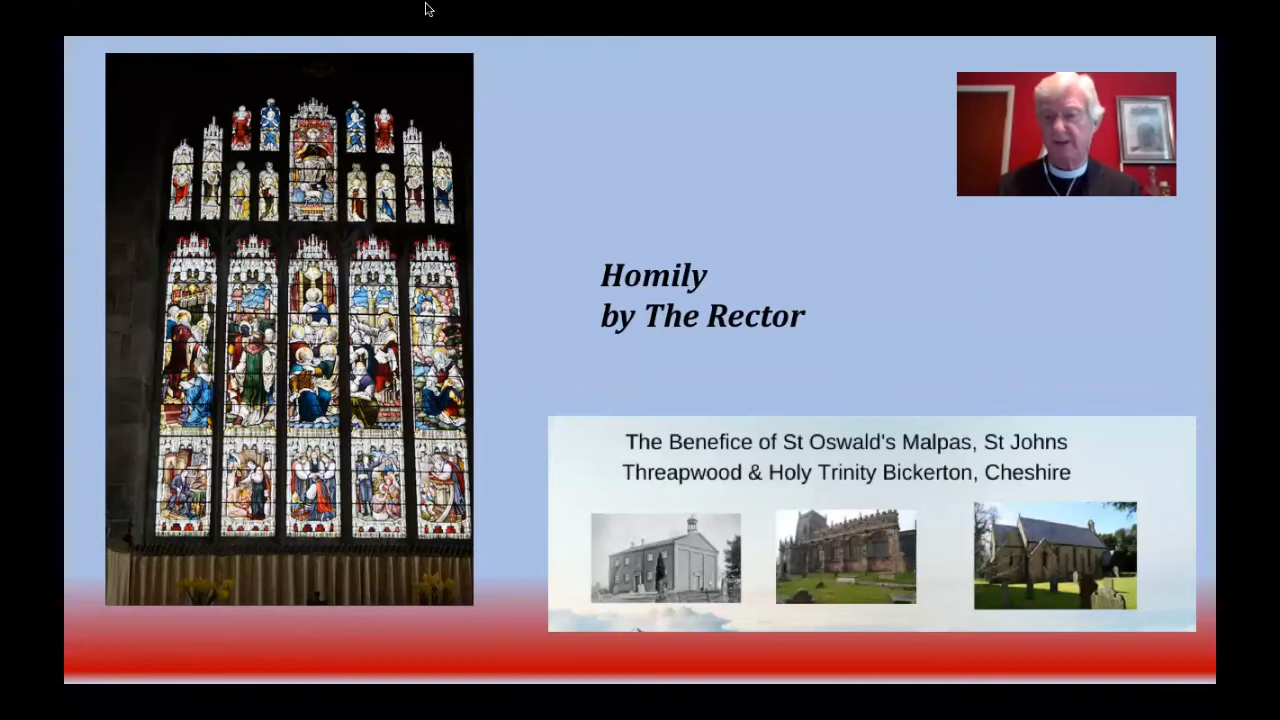 Homily
by The Rector
The Benefice of St Oswald's Malpas, St Johns
Threapwood & Holy Trinity Bickerton, Cheshire